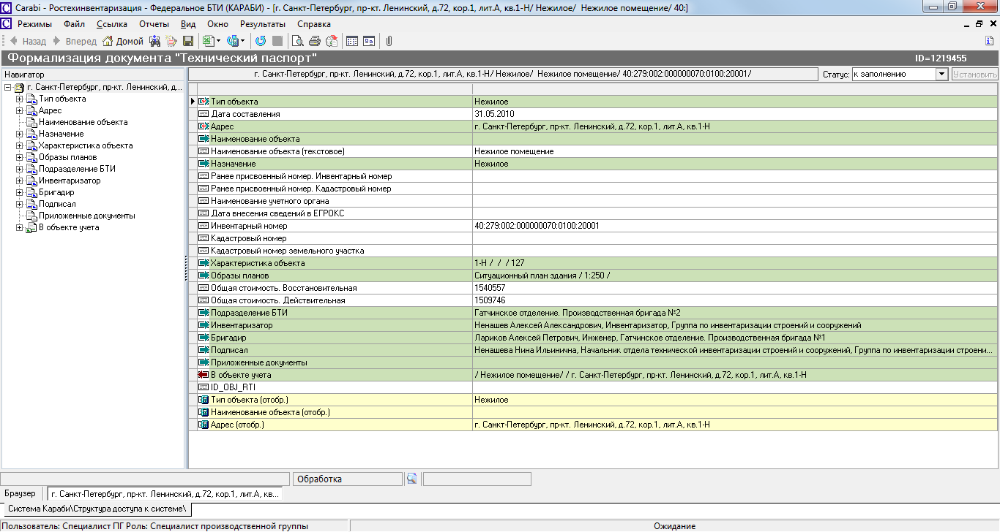 Carabi - Ростехинвентаризация - Федеральное БТИ (КАРАБИ) - [г. Санкт-Петербург, пр-кт. Ленинский, д.72, кор.1, лит.А, кв.1-Н/ Нежилое/ Нежилое помещение/ 40:]
Режимы Файл Ссылка Отчеты Вид Окно Результаты Справка
Назад Вперед Домой
Формализация документа "Технический паспорт" ID=1219455
Навигатор
г. Санкт-Петербург, пр-кт. Ленинский, д...
Тип объекта
Адрес
Наименование объекта
Назначение
Характеристика объекта
Образы планов
Подразделение БТИ
Инвентаризатор
Бригадир
Подписал
Приложенные документы
В объекте учета
г. Санкт-Петербург, пр-кт. Ленинский, д.72, кор.1, лит.А, кв.1-Н/ Нежилое/ Нежилое помещение/ 40:279:002:000000070:0100:20001/ Статус: к заполнению Установить
Тип объекта Нежилое
Дата составления 31.05.2010
Адрес г. Санкт-Петербург, пр-кт. Ленинский, д.72, кор.1, лит.А, кв.1-Н
Наименование объекта
Наименование объекта (текстовое) Нежилое помещение
Назначение Нежилое
Ранее присвоенный номер. Инвентарный номер
Ранее присвоенный номер. Кадастровый номер
Наименование учетного органа
Дата внесения сведений в ЕГРОКС
Инвентарный номер 40:279:002:000000070:0100:20001
Кадастровый номер
Кадастровый номер земельного участка
Характеристика объекта 1-Н / / / 127
Образы планов Ситуационный план здания / 1:250 /
Общая стоимость. Восстановительная 1540557
Общая стоимость. Действительная 1509746
Подразделение БТИ Гатчинское отделение. Производственная бригада №2
Инвентаризатор Ненашев Алексей Александрович, Инвентаризатор, Группа по инвентаризации строений и сооружений
Бригадир Лариков Алексей Петрович, Инженер, Гатчинское отделение. Производственная бригада №1
Подписал Ненашева Нина Ильинична, Начальник отдела технической инвентаризации строений и сооружений, Группа по инвентаризации строени...
Приложенные документы
В объекте учета / Нежилое помещение/ / г. Санкт-Петербург, пр-кт. Ленинский, д.72, кор.1, лит.А, кв.1-Н
ID_OBJ_RTI
Тип объекта (отобр.) Нежилое
Наименование объекта (отобр.)
Адрес (отобр.) г. Санкт-Петербург, пр-кт. Ленинский, д.72, кор.1, лит.А, кв.1-Н
Обработка
Браузер г. Санкт-Петербург, пр-кт. Ленинский, д.72, кор.1, лит.А, кв...
Система Караби\Структура доступа к системе\
Пользователь: Специалист ПГ Роль: Специалист производственной группы Ожидание